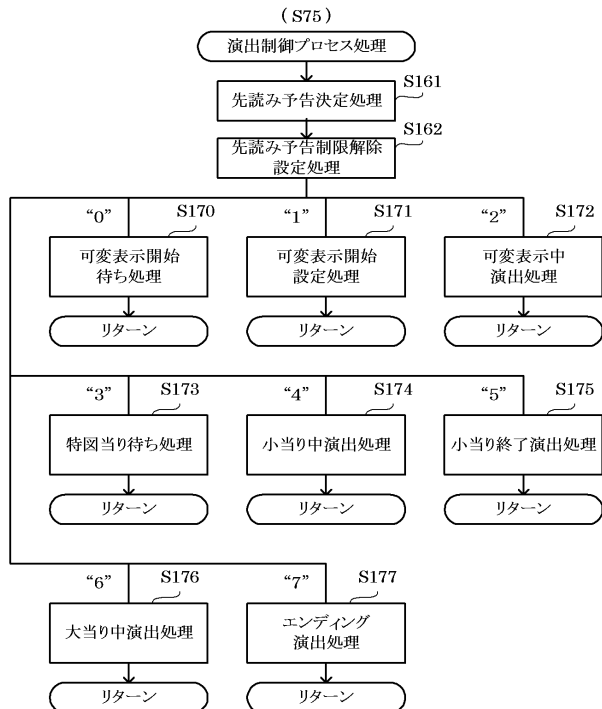 (S75)
演出制御プロセス処理
S161
先読み予告決定処理
S162
先読み予告制限解除
設定処理
“0”
S170
可変表示開始
待ち処理
リターン
“1”
S171
可変表示開始
設定処理
リターン
“2”
S172
可変表示中
演出処理
リターン
“3”
S173
特図当り待ち処理
リターン
“4”
S174
小当り中演出処理
リターン
“5”
S175
小当り終了演出処理
リターン
“6”
S176
大当り中演出処理
リターン
“7”
S177
エンディング
演出処理
リターン